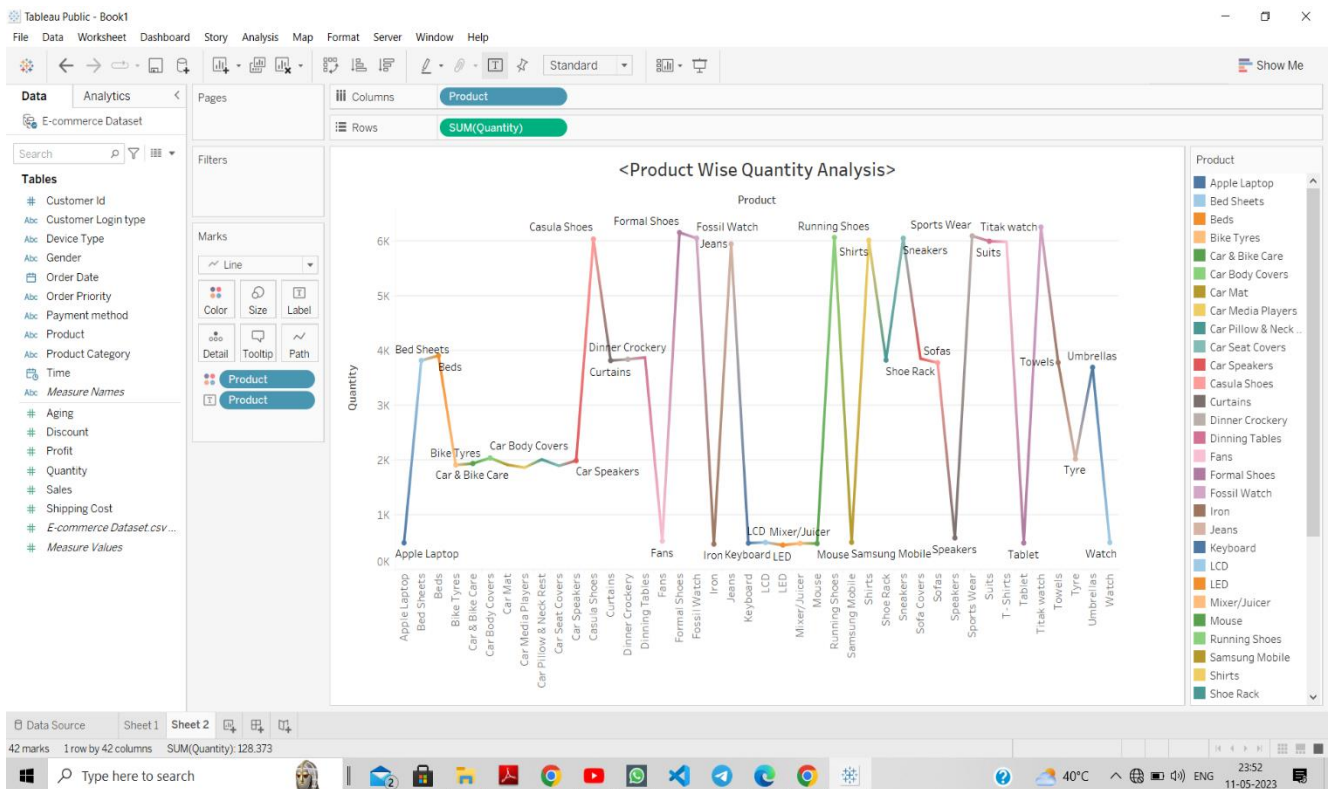 Tableau Public - Book1
File Data Worksheet Dashboard Story Analysis Map Format Server Window Help
Standard
Show Me
Data Analytics
E-commerce Dataset
Search
Tables
# Customer Id
Abc Customer Login type
Abc Device Type
Abc Gender
Order Date
Abc Order Priority
Abc Payment method
Abc Product
Abc Product Category
Time
Abc Measure Names
# Aging
# Discount
# Profit
# Quantity
# Sales
# Shipping Cost
# E-commerce Dataset.csv ...
# Measure Values
Pages
Filters
Marks
Line
Color Size Label
Detail Tooltip Path
Product
Product
Columns Product
Rows SUM(Quantity)
<Product Wise Quantity Analysis>
Product
Quantity
6K
5K
4K
3K
2K
1K
0K
Apple Laptop
Bed Sheets
Beds
Bike Tyres
Car & Bike Care
Car Body Covers
Car Speakers
Casula Shoes
Curtains
Dinner Crockery
Fans
Formal Shoes
Fossil Watch
Iron
Jeans
Keyboard
LCD
LED
Mixer/Juicer
Mouse
Running Shoes
Samsung Mobile
Shirts
Shoe Rack
Sneakers
Sofas
Speakers
Sports Wear
Suits
Tablet
Titak watch
Towels
Tyre
Umbrellas
Watch
Apple Laptop
Bed Sheets
Beds
Bike Tyres
Car & Bike Care
Car Body Covers
Car Mat
Car Media Players
Car Pillow & Neck Rest
Car Seat Covers
Car Speakers
Casula Shoes
Curtains
Dinner Crockery
Dinning Tables
Fans
Formal Shoes
Fossil Watch
Iron
Jeans
Keyboard
LCD
LED
Mixer/Juicer
Mouse
Running Shoes
Samsung Mobile
Shirts
Shoe Rack
Sneakers
Sofa Covers
Sofas
Speakers
Sports Wear
Suits
T - Shirts
Tablet
Titak watch
Towels
Tyre
Umbrellas
Watch
Product
Apple Laptop
Bed Sheets
Beds
Bike Tyres
Car & Bike Care
Car Body Covers
Car Mat
Car Media Players
Car Pillow & Neck ..
Car Seat Covers
Car Speakers
Casula Shoes
Curtains
Dinner Crockery
Dinning Tables
Fans
Formal Shoes
Fossil Watch
Iron
Jeans
Keyboard
LCD
LED
Mixer/Juicer
Mouse
Running Shoes
Samsung Mobile
Shirts
Shoe Rack
Data Source Sheet 1 Sheet 2
42 marks 1 row by 42 columns SUM(Quantity): 128,373
Type here to search
2
40°C ENG 23:52
11-05-2023